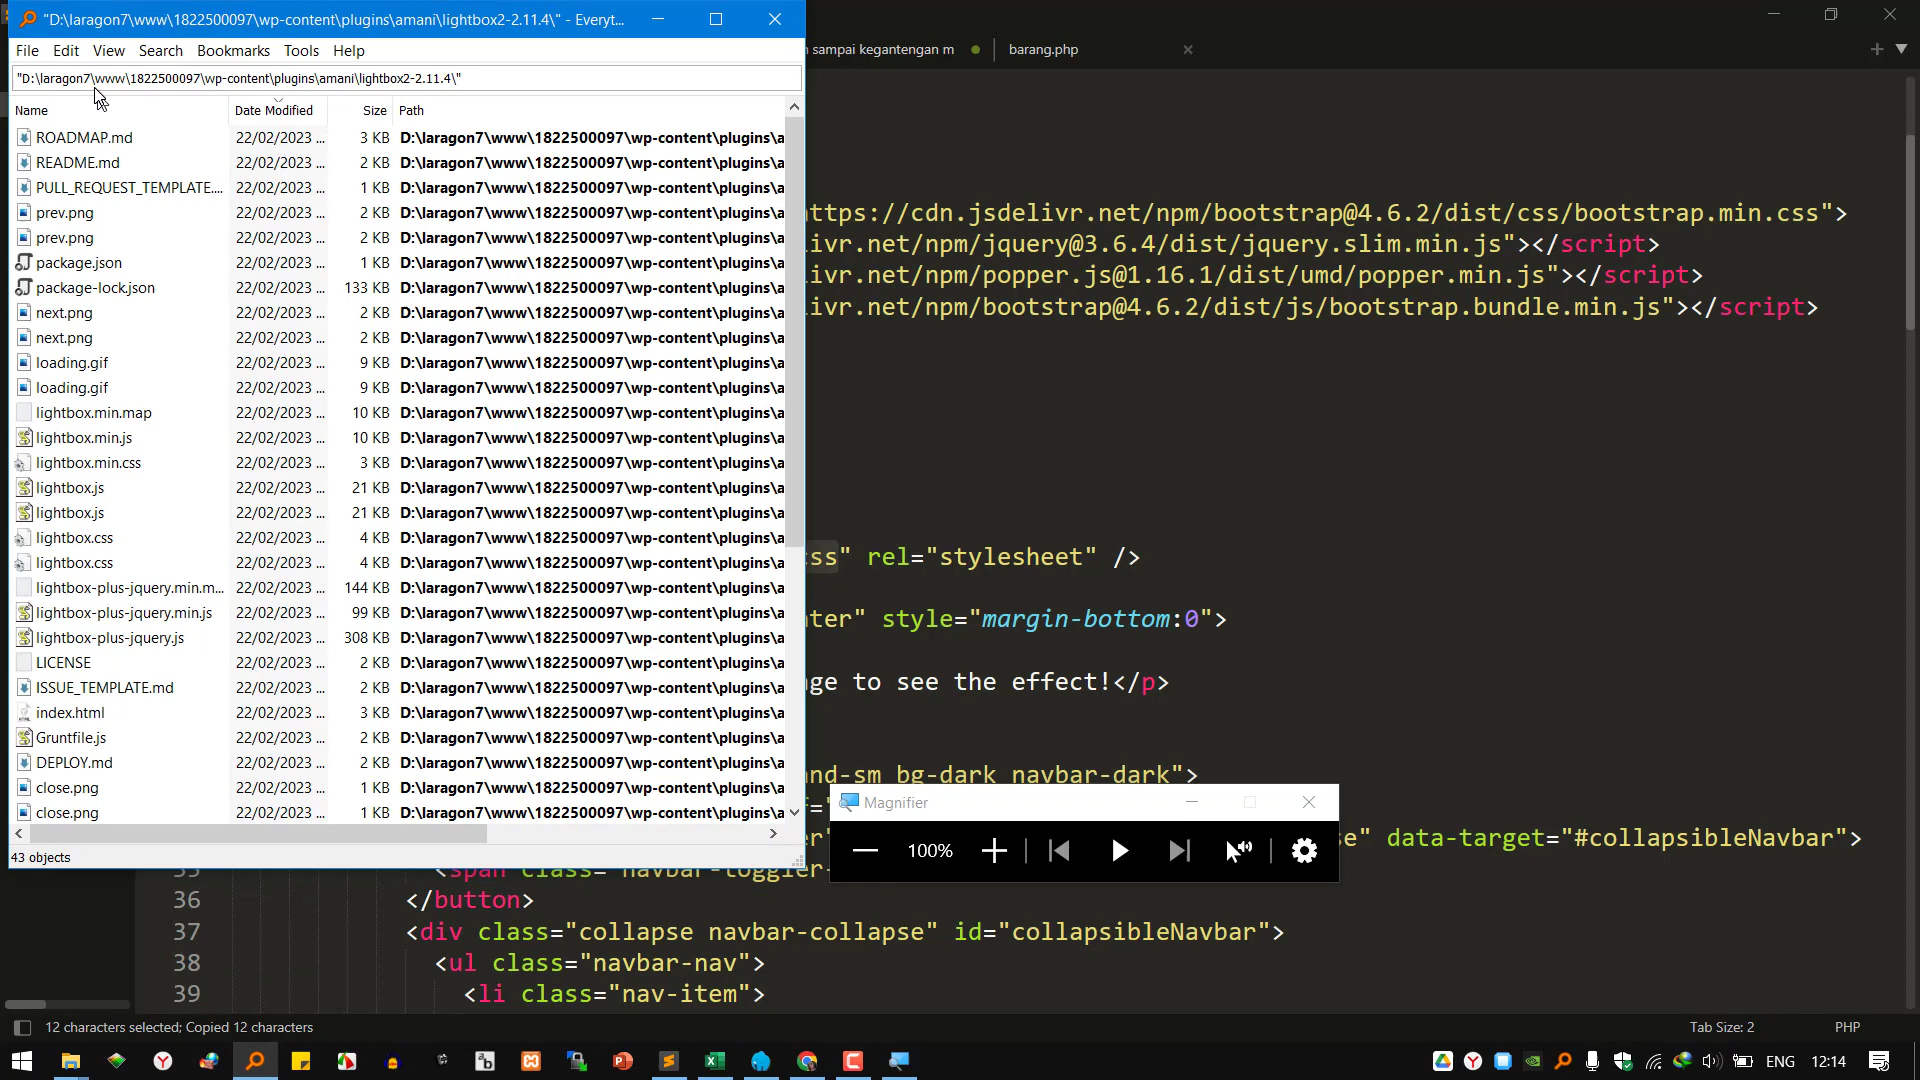 "D:\laragon7\www\1822500097\wp-content\plugins\amani\lightbox2-2.11.4\" - Everyt...
File Edit View Search Bookmarks Tools Help
"D:\laragon7\www\1822500097\wp-content\plugins\amani\lightbox2-2.11.4\"
Name Date Modified Size Path
ROADMAP.md 22/02/2023 ... 3 KB D:\laragon7\www\1822500097\wp-content\plugins\a
README.md 22/02/2023 ... 2 KB D:\laragon7\www\1822500097\wp-content\plugins\a
PULL_REQUEST_TEMPLATE.... 22/02/2023 ... 1 KB D:\laragon7\www\1822500097\wp-content\plugins\a
prev.png 22/02/2023 ... 2 KB D:\laragon7\www\1822500097\wp-content\plugins\a
prev.png 22/02/2023 ... 2 KB D:\laragon7\www\1822500097\wp-content\plugins\a
package.json 22/02/2023 ... 1 KB D:\laragon7\www\1822500097\wp-content\plugins\a
package-lock.json 22/02/2023 ... 133 KB D:\laragon7\www\1822500097\wp-content\plugins\a
next.png 22/02/2023 ... 2 KB D:\laragon7\www\1822500097\wp-content\plugins\a
next.png 22/02/2023 ... 2 KB D:\laragon7\www\1822500097\wp-content\plugins\a
loading.gif 22/02/2023 ... 9 KB D:\laragon7\www\1822500097\wp-content\plugins\a
loading.gif 22/02/2023 ... 9 KB D:\laragon7\www\1822500097\wp-content\plugins\a
lightbox.min.map 22/02/2023 ... 10 KB D:\laragon7\www\1822500097\wp-content\plugins\a
lightbox.min.js 22/02/2023 ... 10 KB D:\laragon7\www\1822500097\wp-content\plugins\a
lightbox.min.css 22/02/2023 ... 3 KB D:\laragon7\www\1822500097\wp-content\plugins\a
lightbox.js 22/02/2023 ... 21 KB D:\laragon7\www\1822500097\wp-content\plugins\a
lightbox.js 22/02/2023 ... 21 KB D:\laragon7\www\1822500097\wp-content\plugins\a
lightbox.css 22/02/2023 ... 4 KB D:\laragon7\www\1822500097\wp-content\plugins\a
lightbox.css 22/02/2023 ... 4 KB D:\laragon7\www\1822500097\wp-content\plugins\a
lightbox-plus-jquery.min.m... 22/02/2023 ... 144 KB D:\laragon7\www\1822500097\wp-content\plugins\a
lightbox-plus-jquery.min.js 22/02/2023 ... 99 KB D:\laragon7\www\1822500097\wp-content\plugins\a
lightbox-plus-jquery.js 22/02/2023 ... 308 KB D:\laragon7\www\1822500097\wp-content\plugins\a
LICENSE 22/02/2023 ... 2 KB D:\laragon7\www\1822500097\wp-content\plugins\a
ISSUE_TEMPLATE.md 22/02/2023 ... 2 KB D:\laragon7\www\1822500097\wp-content\plugins\a
index.html 22/02/2023 ... 3 KB D:\laragon7\www\1822500097\wp-content\plugins\a
Gruntfile.js 22/02/2023 ... 2 KB D:\laragon7\www\1822500097\wp-content\plugins\a
DEPLOY.md 22/02/2023 ... 2 KB D:\laragon7\www\1822500097\wp-content\plugins\a
close.png 22/02/2023 ... 1 KB D:\laragon7\www\1822500097\wp-content\plugins\a
close.png 22/02/2023 ... 1 KB D:\laragon7\www\1822500097\wp-content\plugins\a
43 objects
sampai kegantengan m barang.php
ttps://cdn.jsdelivr.net/npm/bootstrap@4.6.2/dist/css/bootstrap.min.css">
livr.net/npm/jquery@3.6.4/dist/jquery.slim.min.js"></script>
livr.net/npm/popper.js@1.16.1/dist/umd/popper.min.js"></script>
livr.net/npm/bootstrap@4.6.2/dist/js/bootstrap.bundle.min.js"></script>
ss" rel="stylesheet" />
ter" style="margin-bottom:0">
ge to see the effect!</p>
nd-sm bg-dark navbar-dark">
Magnifier
100%
e" data-target="#collapsibleNavbar">
35 <span class="navbar-toggler-
36 </button>
37 <div class="collapse navbar-collapse" id="collapsibleNavbar">
38 <ul class="navbar-nav">
39 <li class="nav-item">
12 characters selected; Copied 12 characters Tab Size: 2 PHP
ENG 12:14